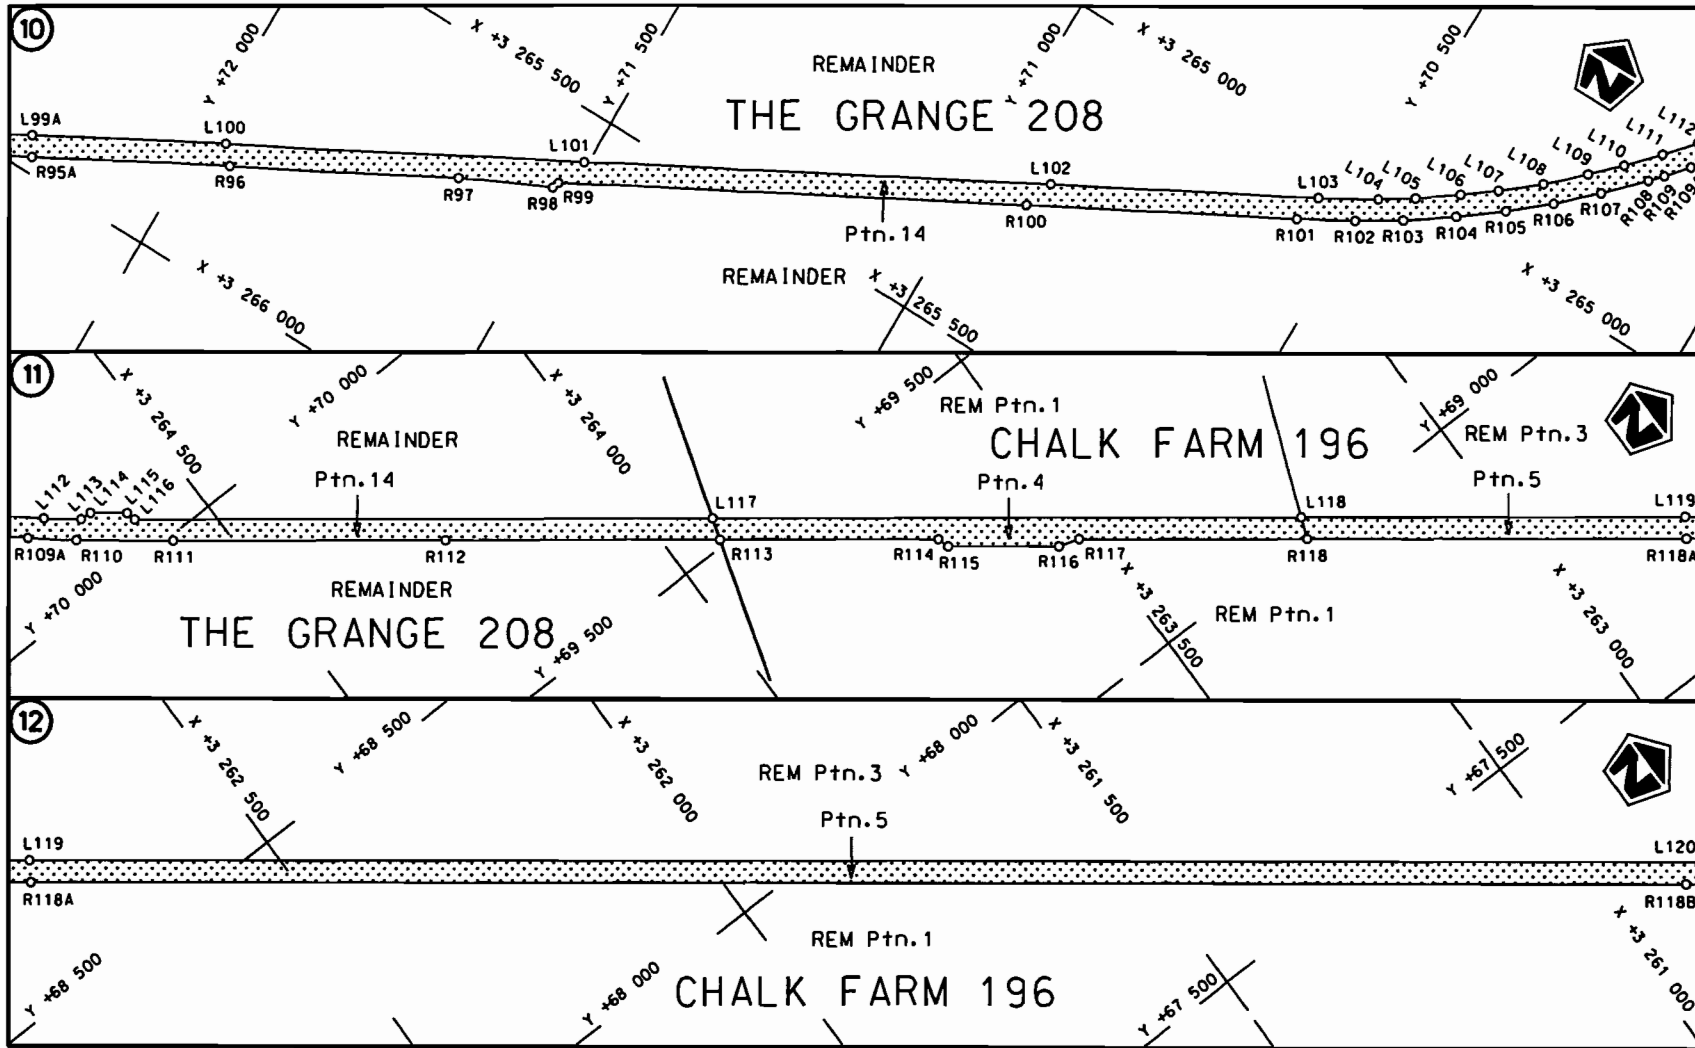 10
Y +72 000
X +3 265 500
Y +71 500
REMAINDER
THE GRANGE 208
Y +71 000
X +3 265 000
Y +70 500
L99A
L100
L101
L102
L103
L104
L105
L106
L107
L108
L109
L110
L111
L112
R95A
R96
R97
R98
R99
R100
R101
R102
R103
R104
R105
R106
R107
R108
R109
R109A
Ptn.14
REMAINDER
X +3 266 000
X +3 265 500
X +3 265 000
11
X +3 264 500
Y +70 000
X +3 264 000
Y +69 500
REM Ptn.1
CHALK FARM 196
Y +69 000
REM Ptn.3
REMAINDER
Ptn.14
Ptn.4
Ptn.5
L112
L113
L114
L115
L116
L117
L118
L119
R109A
R110
R111
R112
R113
R114
R115
R116
R117
R118
R118A
Y +70 000
REMAINDER
THE GRANGE 208
Y +69 500
X +3 263 500
REM Ptn.1
X +3 263 000
12
X +3 262 500
Y +68 500
X +3 262 000
REM Ptn.3
Y +68 000
X +3 261 500
Y +67 500
Ptn.5
L119
L120
R118A
R118B
Y +68 500
REM Ptn.1
Y +68 000
CHALK FARM 196
Y +67 500
X +3 261 000